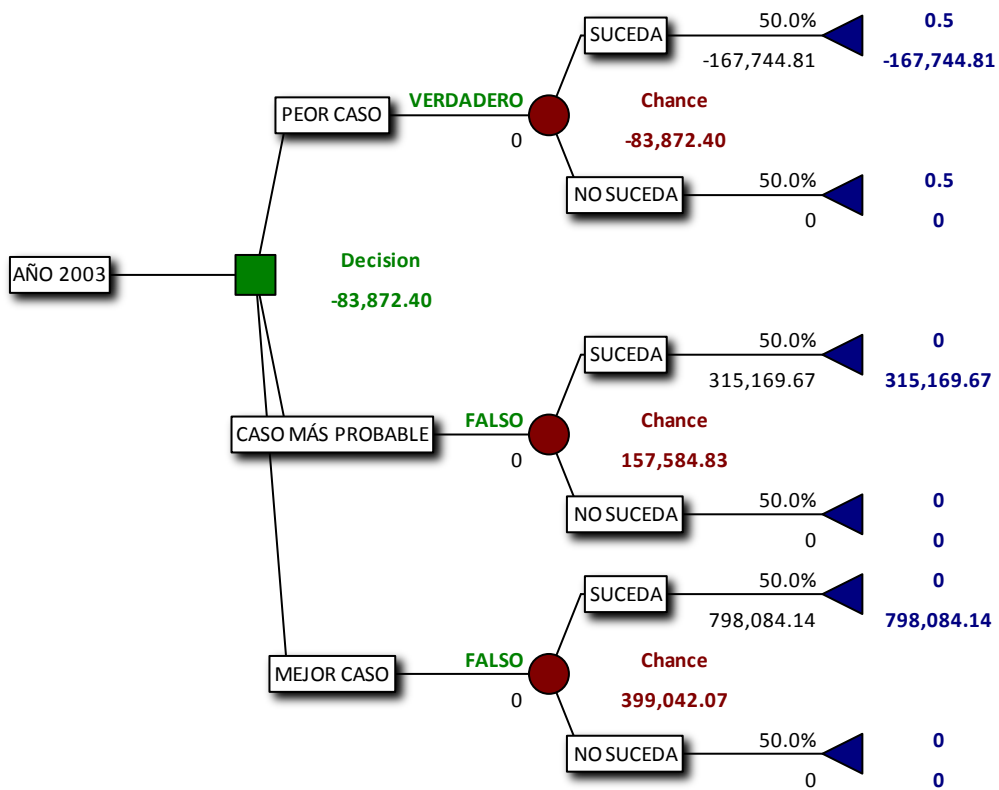 50.0% 0.5
SUCEDA
-167,744.81 -167,744.81
VERDADERO Chance
PEOR CASO
0 -83,872.40
50.0% 0.5
NO SUCEDA
0 0
Decision
AÑO 2003
-83,872.40
50.0% 0
SUCEDA
315,169.67 315,169.67
FALSO Chance
CASO MÁS PROBABLE
0 157,584.83
50.0% 0
NO SUCEDA
0 0
50.0% 0
SUCEDA
798,084.14 798,084.14
FALSO Chance
MEJOR CASO
0 399,042.07
50.0% 0
NO SUCEDA
0 0